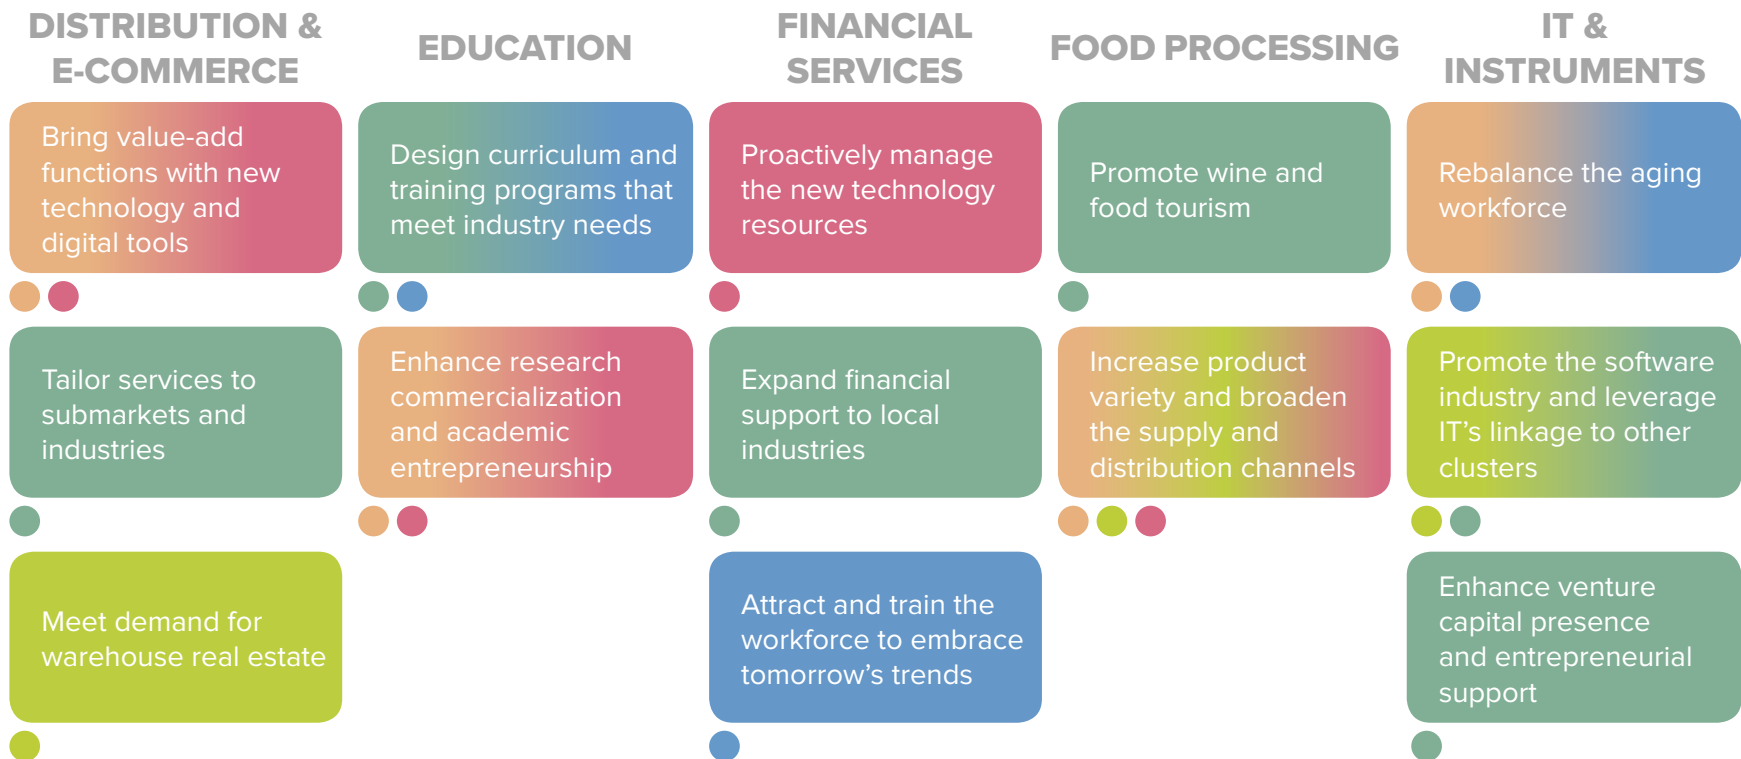 DISTRIBUTION &
E-COMMERCE
EDUCATION
FINANCIAL
SERVICES
FOOD PROCESSING
IT &
INSTRUMENTS
Bring value-add
functions with new
technology and
digital tools
Design curriculum and
training programs that
meet industry needs
Proactively manage
the new technology
resources
Promote wine and
food tourism
Rebalance the aging
workforce
Tailor services to
submarkets and
industries
Enhance research
commercialization
and academic
entrepreneurship
Expand financial
support to local
industries
Increase product
variety and broaden
the supply and
distribution channels
Promote the software
industry and leverage
IT’s linkage to other
clusters
Meet demand for
warehouse real estate
Attract and train the
workforce to embrace
tomorrow’s trends
Enhance venture
capital presence
and entrepreneurial
support